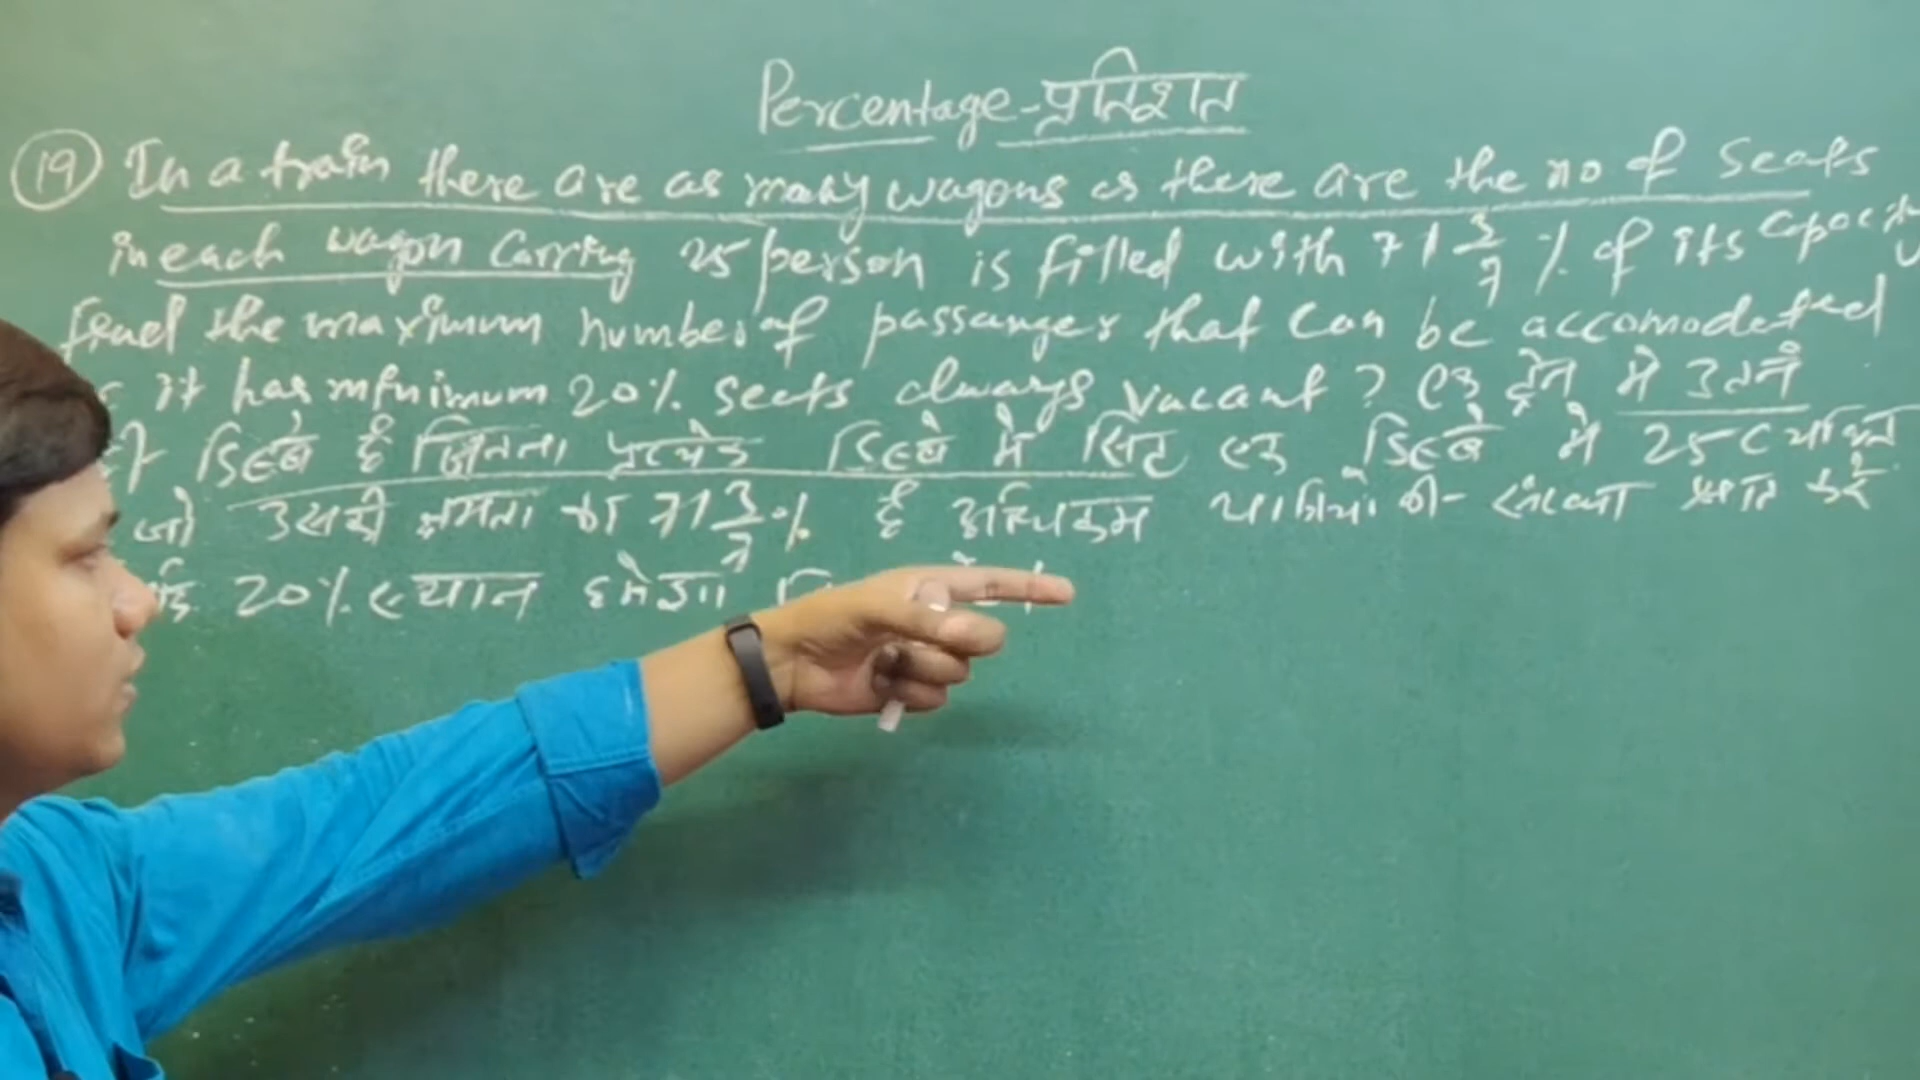 Percentage-प्रतिशत
(19) In a train there are as many wagons as there are the no of Seats
in each wagon Carring 25 person is filled with 71 3/7 % of its capacity
the maximum number of passanger that can be accomodated
it has minimum 20% seets always vacant ? एक ट्रेन मे उतने
ही डिब्बे है जितना प्रत्येक डिब्बे मे सिट एक डिब्बे मे 25
जो उसकी क्षमता का 71 3/7 % है अधिकतम यात्रियो की संख्या ज्ञात करे
20% स्थान हमेशा